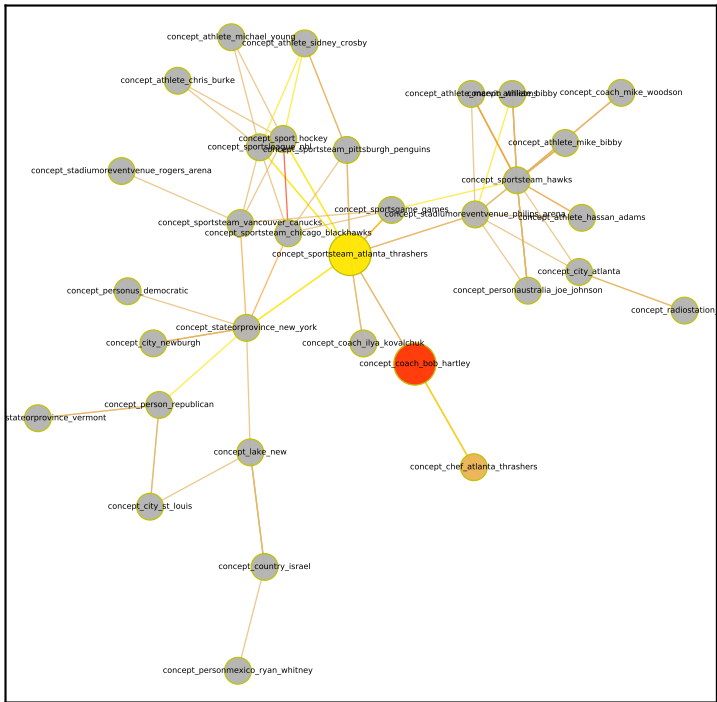 concept_athlete_michael_young
concept_athlete_sidney_crosby
concept_athlete_chris_burke
concept_coach_mike_woodson
concept_sport_hockey
concept_athlete_mike_bibby
concept_sportsteam_pittsburgh_penguins
concept_stadiumoreventvenue_rogers_arena
concept_sportsteam_hawks
concept_sportsgame_games
concept_stadiumoreventvenue_philips_arena
concept_athlete_hassan_adams
concept_sportsteam_vancouver_canucks
concept_sportsteam_chicago_blackhawks
concept_sportsteam_atlanta_thrashers
concept_city_atlanta
concept_personus_democratic
concept_personaustralia_joe_johnson
concept_radiostation_
concept_stateorprovince_new_york
concept_city_newburgh
concept_coach_ilya_kovalchuk
concept_coach_bob_hartley
concept_person_republican
stateorprovince_vermont
concept_lake_new
concept_chef_atlanta_thrashers
concept_city_st_louis
concept_country_israel
concept_personmexico_ryan_whitney